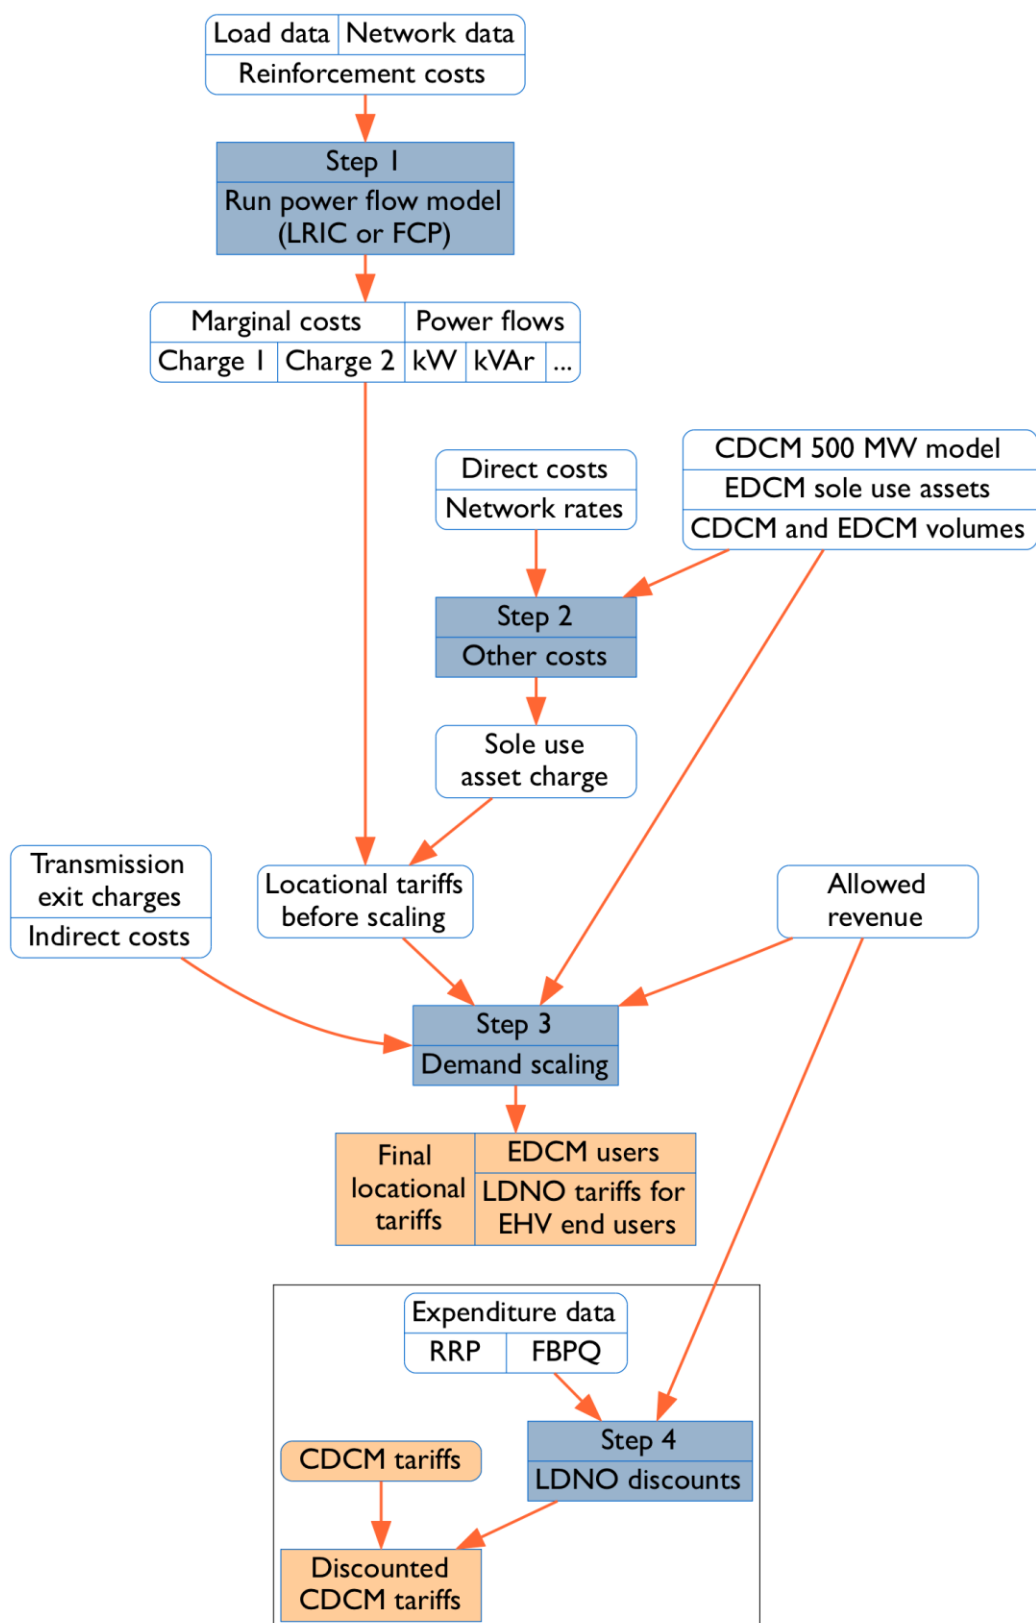 Load data
Network data
Reinforcement costs
Step 1
Run power flow model
(LRIC or FCP)
Marginal costs
Power flows
Charge 1
Charge 2
kW
kVAr
...
Direct costs
Network rates
CDCM 500 MW model
EDCM sole use assets
CDCM and EDCM volumes
Step 2
Other costs
Sole use
asset charge
Transmission
exit charges
Indirect costs
Locational tariffs
before scaling
Allowed
revenue
Step 3
Demand scaling
Final
locational
tariffs
EDCM users
LDNO tariffs for
EHV end users
Expenditure data
RRP
FBPQ
Step 4
LDNO discounts
CDCM tariffs
Discounted
CDCM tariffs